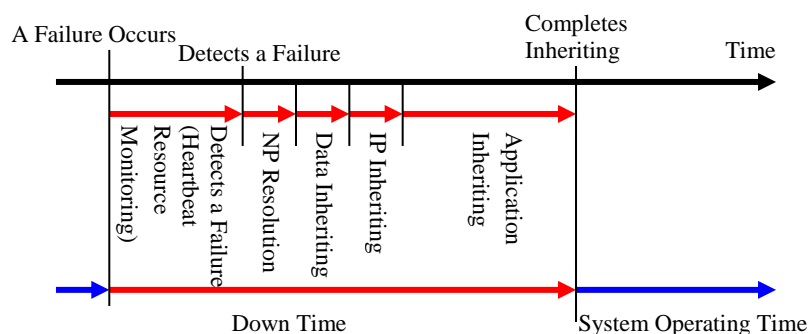 A Failure Occurs
Detects a Failure
Completes
Inheriting
Time
Detects a Failure
(Heartbeat
Resource
Monitoring)
NP Resolution
Data Inheriting
IP Inheriting
Application
Inheriting
Down Time
System Operating Time